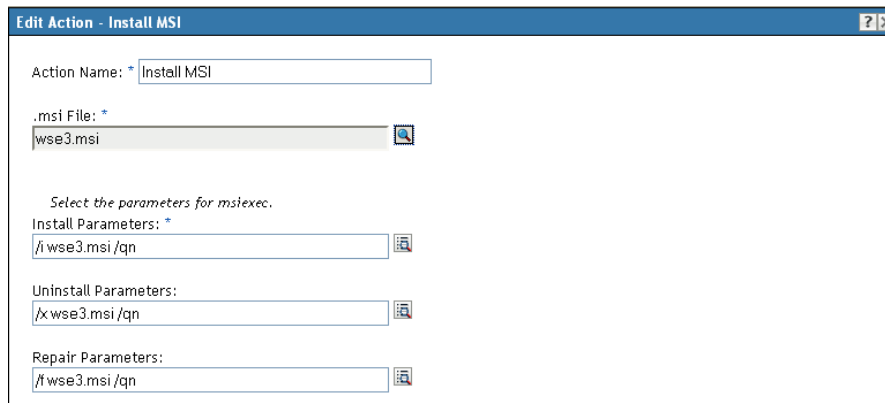 Edit Action - Install MSI
?
Action Name: * Install MSI
.msi File: *
wse3.msi
Select the parameters for msiexec.
Install Parameters: *
/i wse3.msi /qn
Uninstall Parameters:
/x wse3.msi /qn
Repair Parameters:
/f wse3.msi /qn